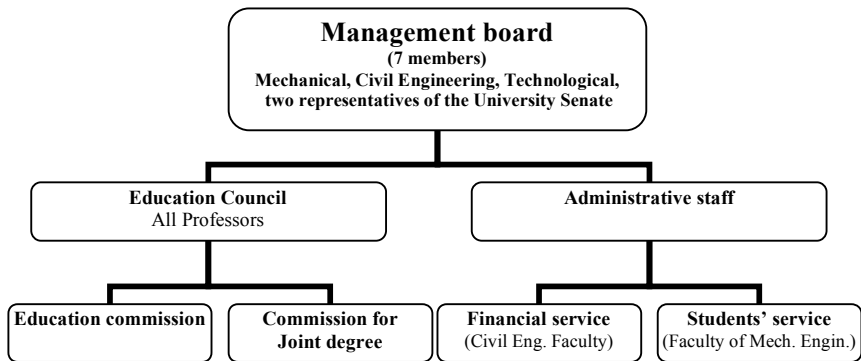 Management board
(7 members)
Mechanical, Civil Engineering, Technological,
two representatives of the University Senate
Education Council
All Professors
Administrative staff
Education commission
Commission for
Joint degree
Financial service
(Civil Eng. Faculty)
Students’ service
(Faculty of Mech. Engin.)